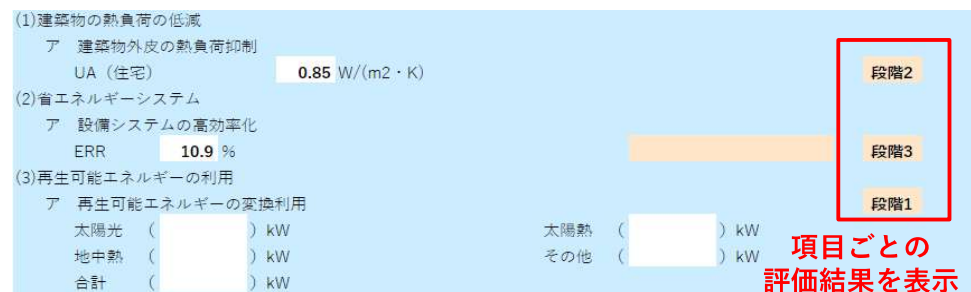 (1)建築物の熱負荷の低減
ア 建築物外皮の熱負荷抑制
UA（住宅） 0.85 W/(m2・K) 段階2
(2)省エネルギーシステム
ア 設備システムの高効率化
ERR 10.9 % 段階3
(3)再生可能エネルギーの利用
ア 再生可能エネルギーの変換利用 段階1
太陽光 （ ）kW 太陽熱 （ ）kW
地中熱 （ ）kW その他 （ ）kW
合計 （ ）kW
項目ごとの
評価結果を表示